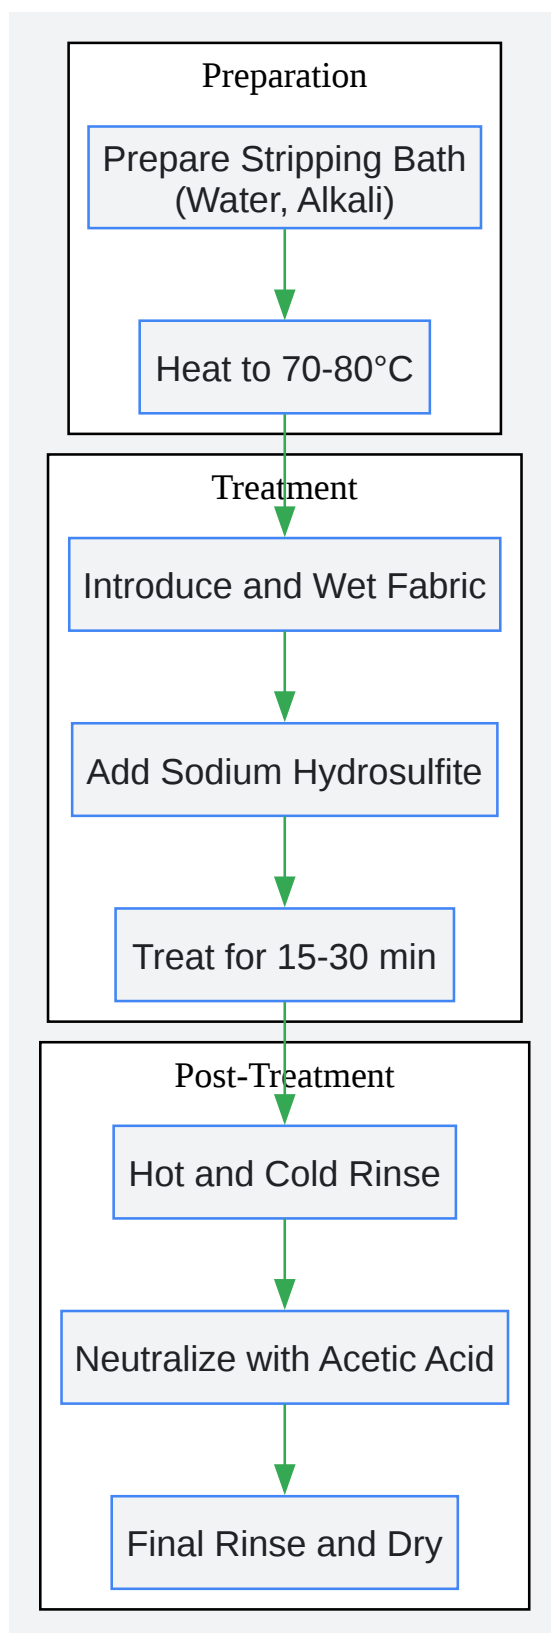 Preparation
Prepare Stripping Bath
(Water, Alkali)
Heat to 70-80°C
Treatment
Introduce and Wet Fabric
Add Sodium Hydrosulfite
Treat for 15-30 min
Post-Treatment
Hot and Cold Rinse
Neutralize with Acetic Acid
Final Rinse and Dry